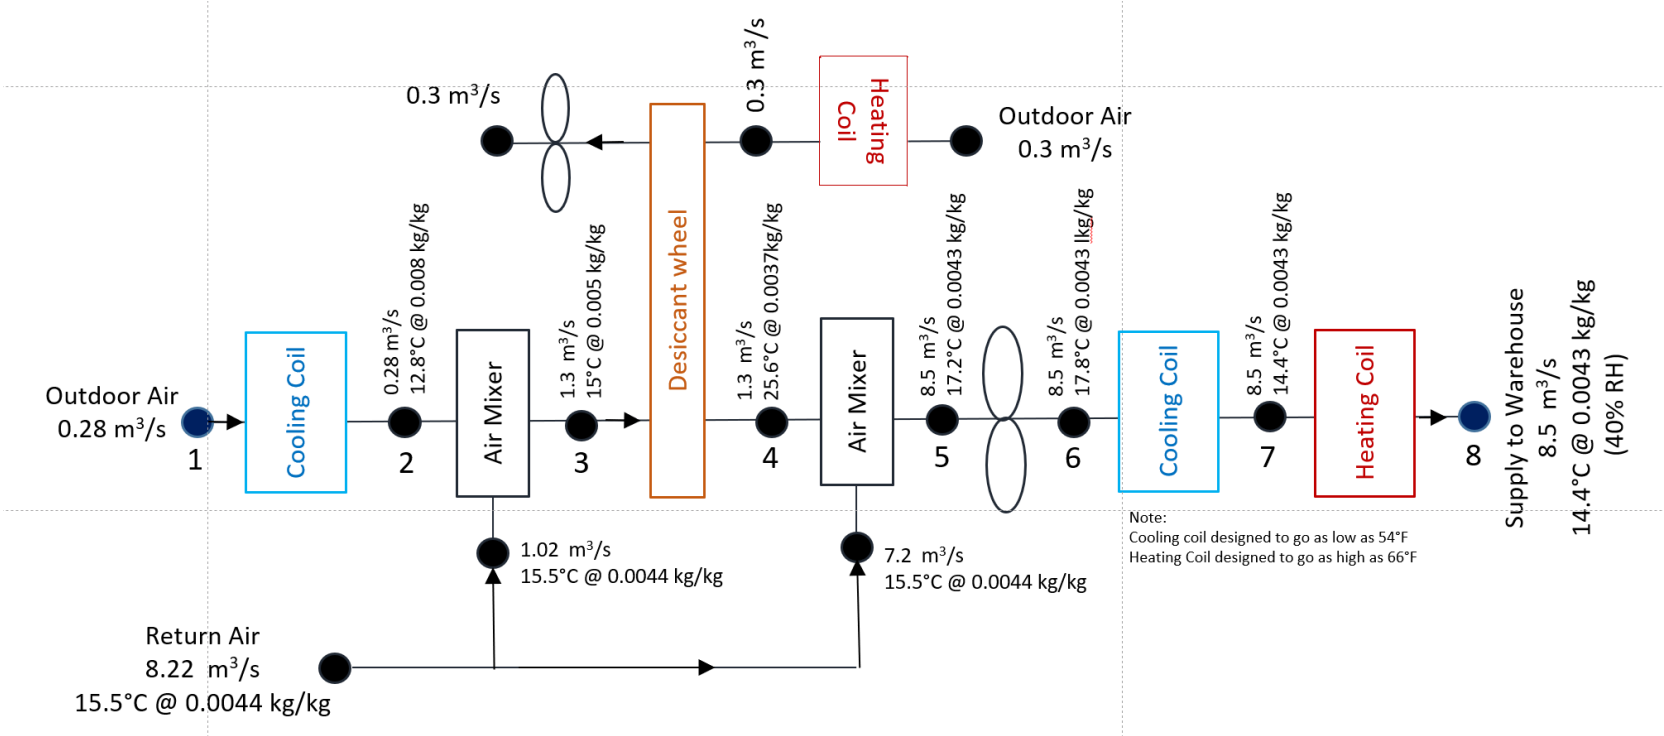 0.3 m³/s
0.3 m³/s
Heating
Coil
Outdoor Air
0.3 m³/s
Desiccant wheel
Outdoor Air
0.28 m³/s
1
Cooling Coil
0.28 m³/s
12.8°C @ 0.008 kg/kg
2
Air Mixer
1.3 m³/s
15°C @ 0.005 kg/kg
3
1.3 m³/s
25.6°C @ 0.0037kg/kg
4
Air Mixer
8.5 m³/s
17.2°C @ 0.0043 kg/kg
5
8.5 m³/s
17.8°C @ 0.0043 lkg/kg
6
Cooling Coil
8.5 m³/s
14.4°C @ 0.0043 kg/kg
7
Heating Coil
8
Supply to Warehouse
8.5 m³/s
14.4°C @ 0.0043 kg/kg
(40% RH)
Note:
Cooling coil designed to go as low as 54°F
Heating Coil designed to go as high as 66°F
1.02 m³/s
15.5°C @ 0.0044 kg/kg
7.2 m³/s
15.5°C @ 0.0044 kg/kg
Return Air
8.22 m³/s
15.5°C @ 0.0044 kg/kg